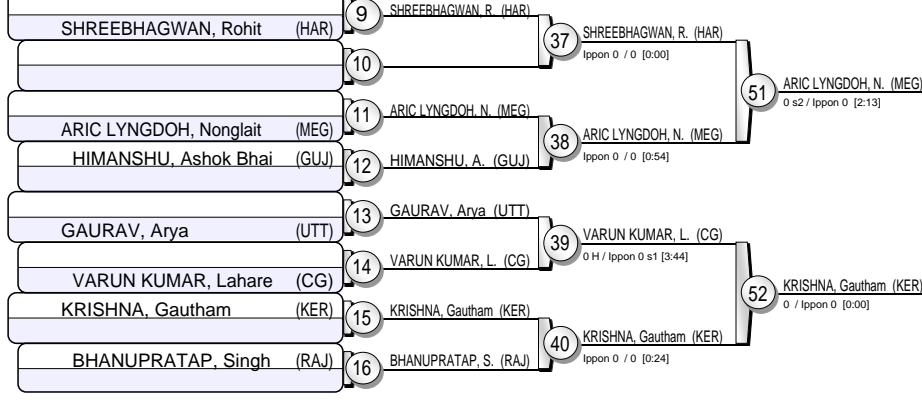 SHREEBHAGWAN, Rohit (HAR)
ARIC LYNGDOH, Nonglait (MEG)
HIMANSHU, Ashok Bhai (GUJ)
GAURAV, Arya (UTT)
VARUN KUMAR, Lahare (CG)
KRISHNA, Gautham (KER)
BHANUPRATAP, Singh (RAJ)
9 SHREEBHAGWAN, R. (HAR)
10
11 ARIC LYNGDOH, N. (MEG)
12 HIMANSHU, A. (GUJ)
13 GAURAV, Arya (UTT)
14 VARUN KUMAR, L. (CG)
15 KRISHNA, Gautham (KER)
16 BHANUPRATAP, S. (RAJ)
37 SHREEBHAGWAN, R. (HAR)
Ippon 0 / 0 [0:00]
38 ARIC LYNGDOH, N. (MEG)
Ippon 0 / 0 [0:54]
39 VARUN KUMAR, L. (CG)
0 H / Ippon 0 s1 [3:44]
40 KRISHNA, Gautham (KER)
Ippon 0 / 0 [0:24]
51 ARIC LYNGDOH, N. (MEG)
0 s2 / Ippon 0 [2:13]
52 KRISHNA, Gautham (KER)
0 / Ippon 0 [0:00]